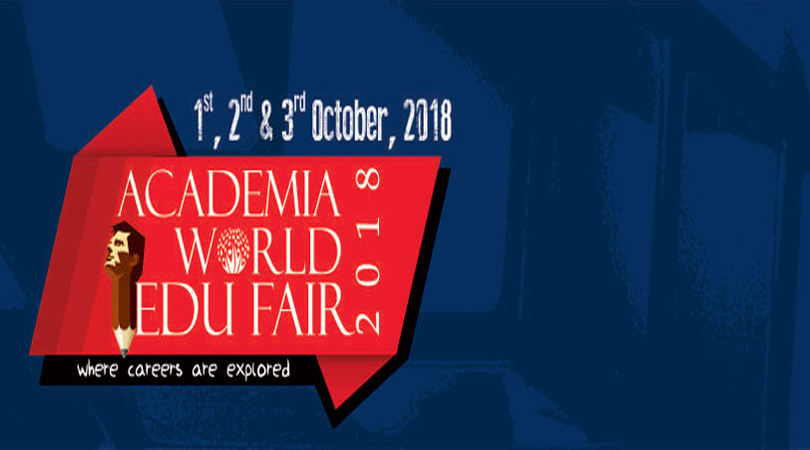 1st, 2nd & 3rd October, 2018
ACADEMIA
WORLD
EDU FAIR
2018
where careers are explored